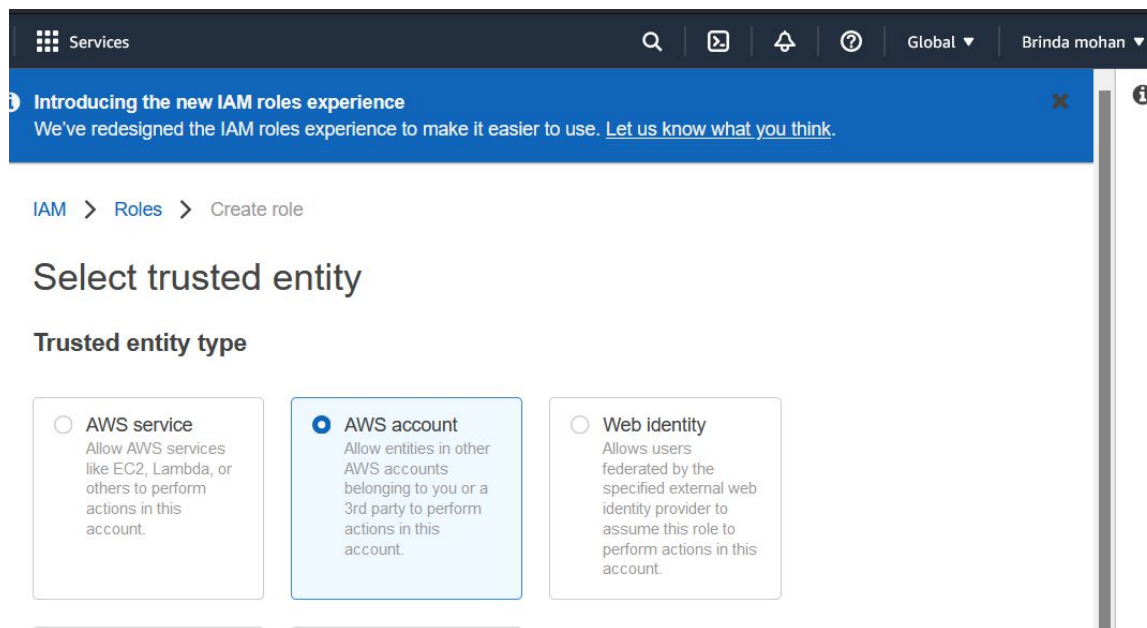 Services
Global
Brinda mohan
Introducing the new IAM roles experience
We've redesigned the IAM roles experience to make it easier to use. Let us know what you think.
IAM > Roles > Create role
Select trusted entity
Trusted entity type
AWS service
Allow AWS services
like EC2, Lambda, or
others to perform
actions in this
account.
AWS account
Allow entities in other
AWS accounts
belonging to you or a
3rd party to perform
actions in this
account.
Web identity
Allows users
federated by the
specified external web
identity provider to
assume this role to
perform actions in this
account.